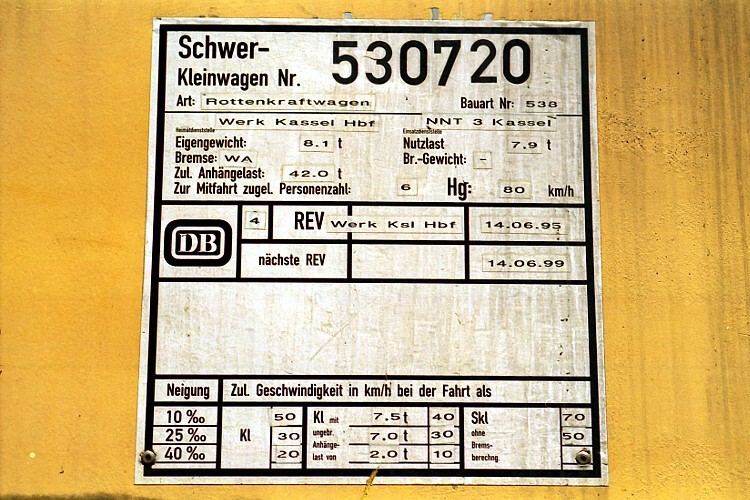 Schwer-
Kleinwagen Nr. 530720
Art: Rottenkraftwagen Bauart Nr: 538
Werk Kassel Hbf NNT 3 Kassel
Heimatdienststelle Einsatzdienststelle
Eigengewicht: 8.1 t Nutzlast 7.9 t
Bremse: WA Br.-Gewicht: -
Zul. Anhängelast: 42.0 t
Zur Mitfahrt zugel. Personenzahl: 6 Hg: 80 km/h
DB 4 REV Werk Ksl Hbf 14.06.95
nächste REV 14.06.99
Neigung Zul. Geschwindigkeit in km/h bei der Fahrt als
10 ‰ 50 Kl mit 7.5 t 40 Skl 70
25 ‰ Kl 30 ungebr. 7.0 t 30 ohne 50
Anhänge- Brems-
40 ‰ 20 last von 2.0 t 10 berechng.